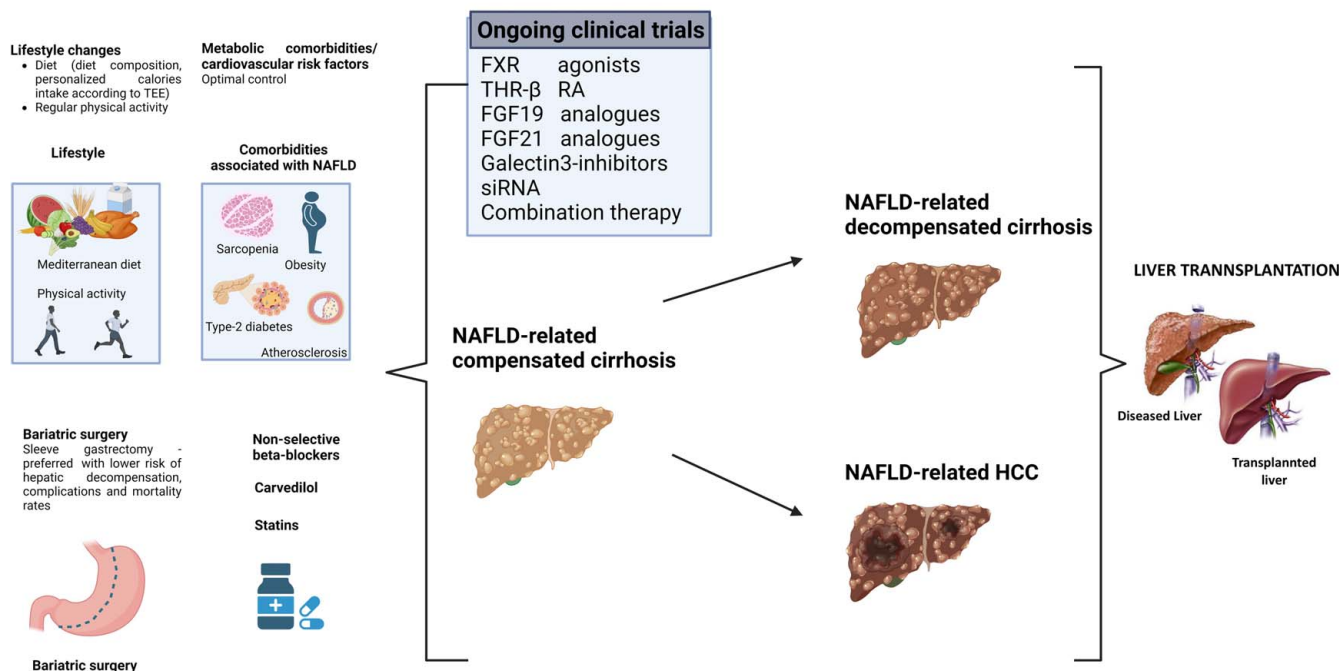 Lifestyle changes
• Diet (diet composition,
personalized calories
intake according to TEE)
• Regular physical activity
Metabolic comorbidities/
cardiovascular risk factors
Optimal control
Lifestyle
Mediterranean diet
Physical activity
Comorbidities
associated with NAFLD
Sarcopenia
Obesity
Type-2 diabetes
Atherosclerosis
Bariatric surgery
Sleeve gastrectomy -
preferred with lower risk of
hepatic decompensation,
complications and mortality
rates
Bariatric surgery
Non-selective
beta-blockers
Carvedilol
Statins
Ongoing clinical trials
FXR agonists
THR-β RA
FGF19 analogues
FGF21 analogues
Galectin3-inhibitors
siRNA
Combination therapy
NAFLD-related
compensated cirrhosis
NAFLD-related
decompensated cirrhosis
NAFLD-related HCC
LIVER TRANNSPLANTATION
Diseased Liver
Transplannted
liver